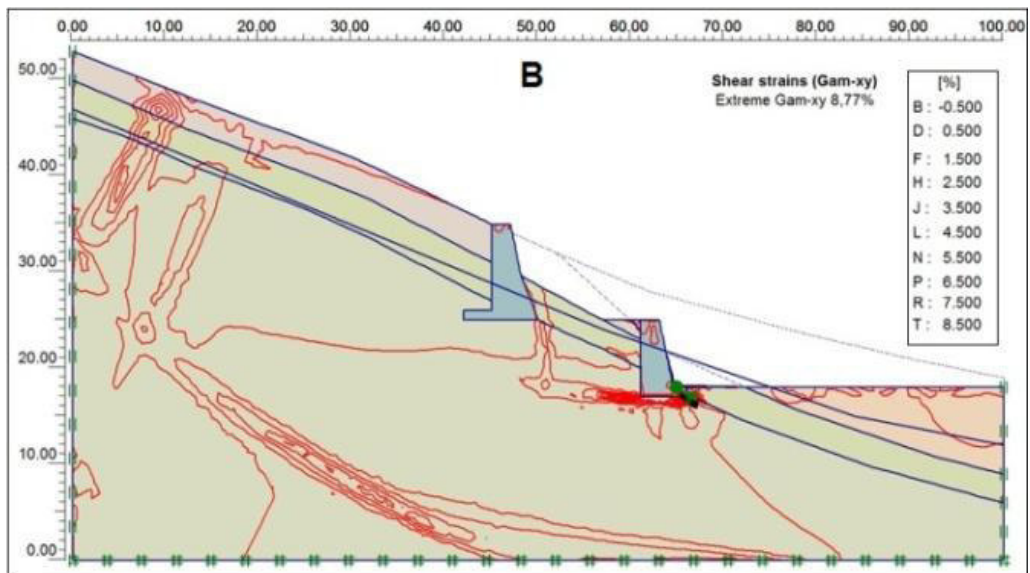 0.00 10.00 20.00 30.00 40.00 50.00 60.00 70.00 80.00 90.00 100.00
50.00
40.00
30.00
20.00
10.00
0.00
B
Shear strains (Gam-xy)
Extreme Gam-xy 8,77%
[%]
B : -0.500
D : 0.500
F : 1.500
H : 2.500
J : 3.500
L : 4.500
N : 5.500
P : 6.500
R : 7.500
T : 8.500